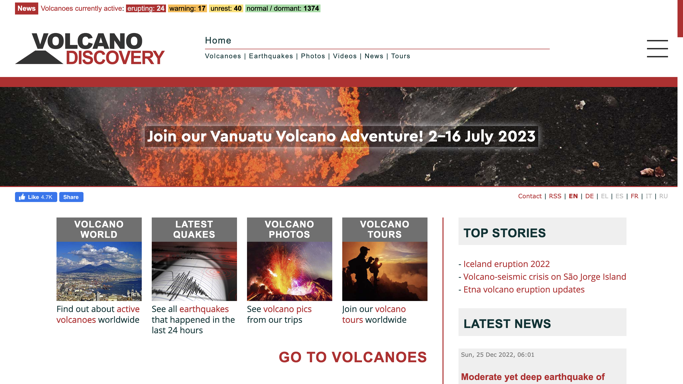 News Volcanoes currently active: erupting: 24 warning: 17 unrest: 40 normal / dormant: 1374
VOLCANO
DISCOVERY
Home
Volcanoes | Earthquakes | Photos | Videos | News | Tours
Join our Vanuatu Volcano Adventure! 2–16 July 2023
Like 4.7K Share
Contact | RSS | EN | DE | EL | ES | FR | IT | RU
VOLCANO
WORLD
Find out about active
volcanoes worldwide
LATEST
QUAKES
See all earthquakes
that happened in the
last 24 hours
VOLCANO
PHOTOS
See volcano pics
from our trips
VOLCANO
TOURS
Join our volcano
tours worldwide
GO TO VOLCANOES
TOP STORIES
- Iceland eruption 2022
- Volcano-seismic crisis on São Jorge Island
- Etna volcano eruption updates
LATEST NEWS
Sun, 25 Dec 2022, 06:01
Moderate yet deep earthquake of